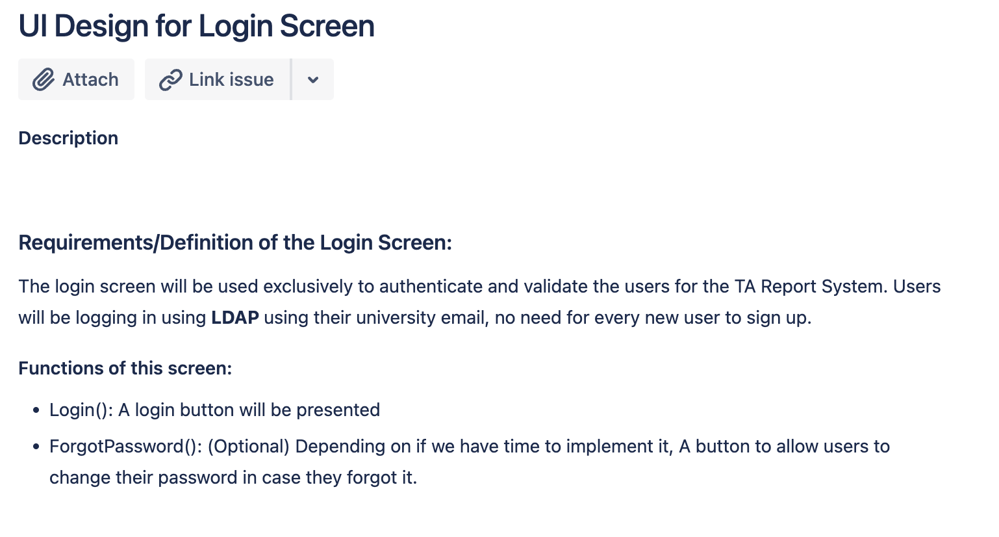 UI Design for Login Screen
Attach
Link issue
Description
Requirements/Definition of the Login Screen:
The login screen will be used exclusively to authenticate and validate the users for the TA Report System. Users
will be logging in using LDAP using their university email, no need for every new user to sign up.
Functions of this screen:
• Login(): A login button will be presented
• ForgotPassword(): (Optional) Depending on if we have time to implement it, A button to allow users to
change their password in case they forgot it.